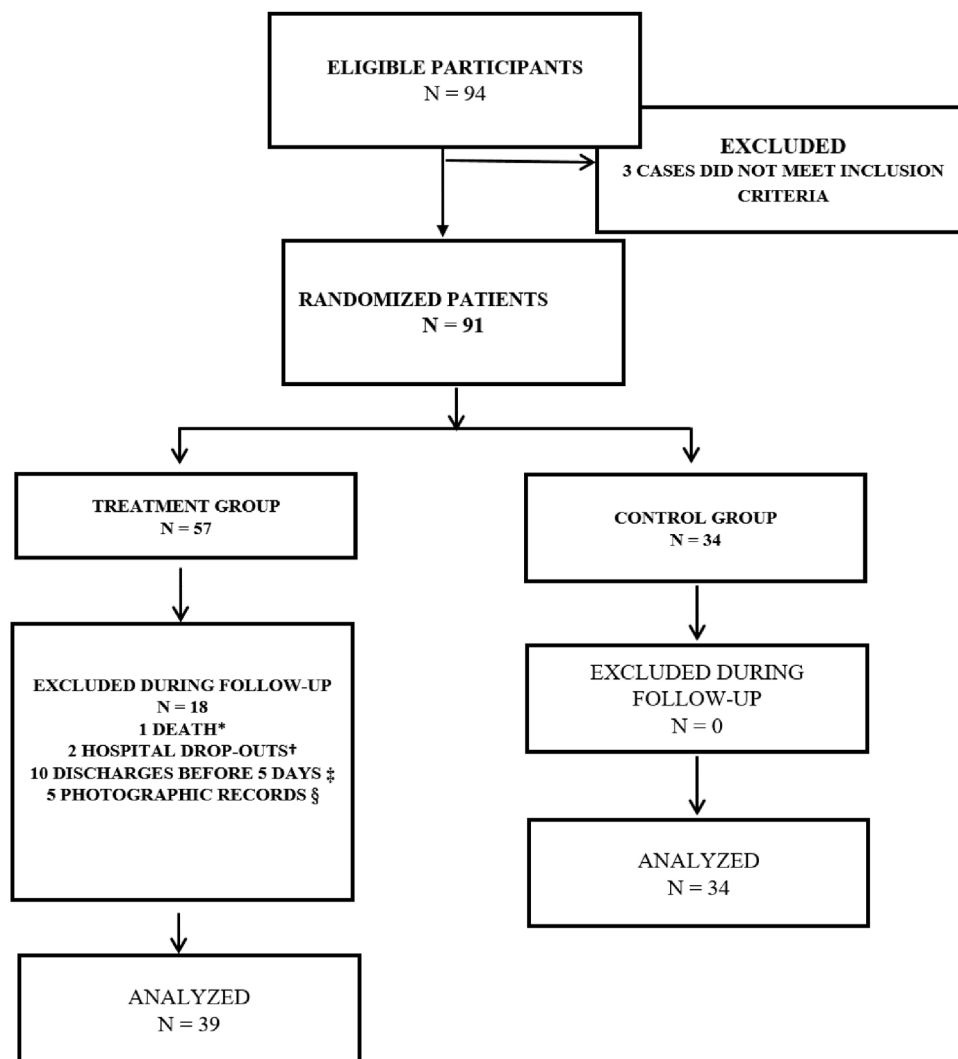 ELIGIBLE PARTICIPANTS
N = 94
EXCLUDED
3 CASES DID NOT MEET INCLUSION
CRITERIA
RANDOMIZED PATIENTS
N = 91
TREATMENT GROUP
N = 57
CONTROL GROUP
N = 34
EXCLUDED DURING FOLLOW-UP
N = 18
1 DEATH*
2 HOSPITAL DROP-OUTS†
10 DISCHARGES BEFORE 5 DAYS ‡
5 PHOTOGRAPHIC RECORDS §
EXCLUDED DURING
FOLLOW-UP
N = 0
ANALYZED
N = 34
ANALYZED
N = 39